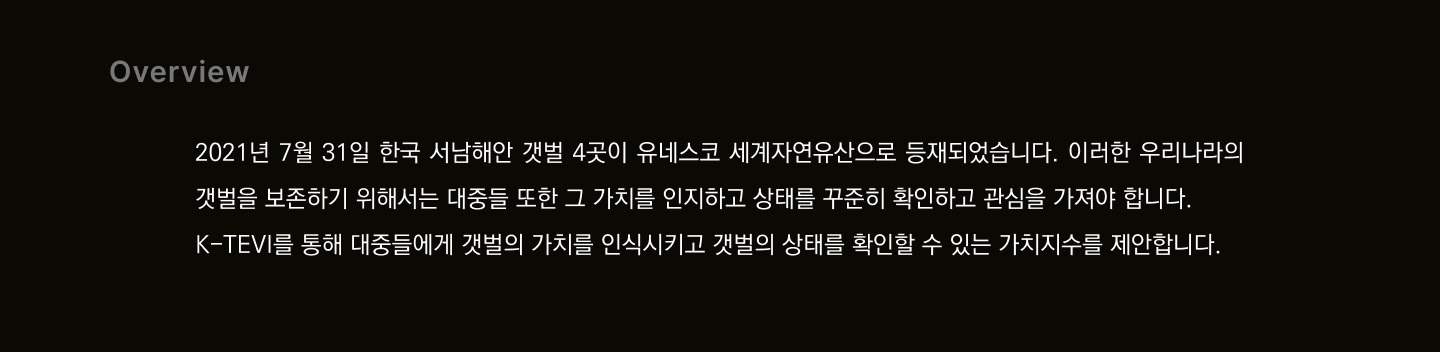 Overview
2021년 7월 31일 한국 서남해안 갯벌 4곳이 유네스코 세계자연유산으로 등재되었습니다. 이러한 우리나라의
갯벌을 보존하기 위해서는 대중들 또한 그 가치를 인지하고 상태를 꾸준히 확인하고 관심을 가져야 합니다.
K-TEVI를 통해 대중들에게 갯벌의 가치를 인식시키고 갯벌의 상태를 확인할 수 있는 가치지수를 제안합니다.